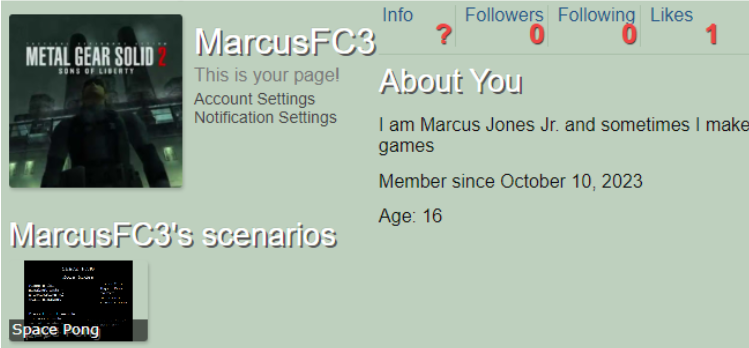 METAL GEAR SOLID 2
SONS OF LIBERTY
MarcusFC3
This is your page!
Account Settings
Notification Settings
Info ?
Followers 0
Following 0
Likes 1
About You
I am Marcus Jones Jr. and sometimes I make
games
Member since October 10, 2023
Age: 16
MarcusFC3's scenarios
Space Pong